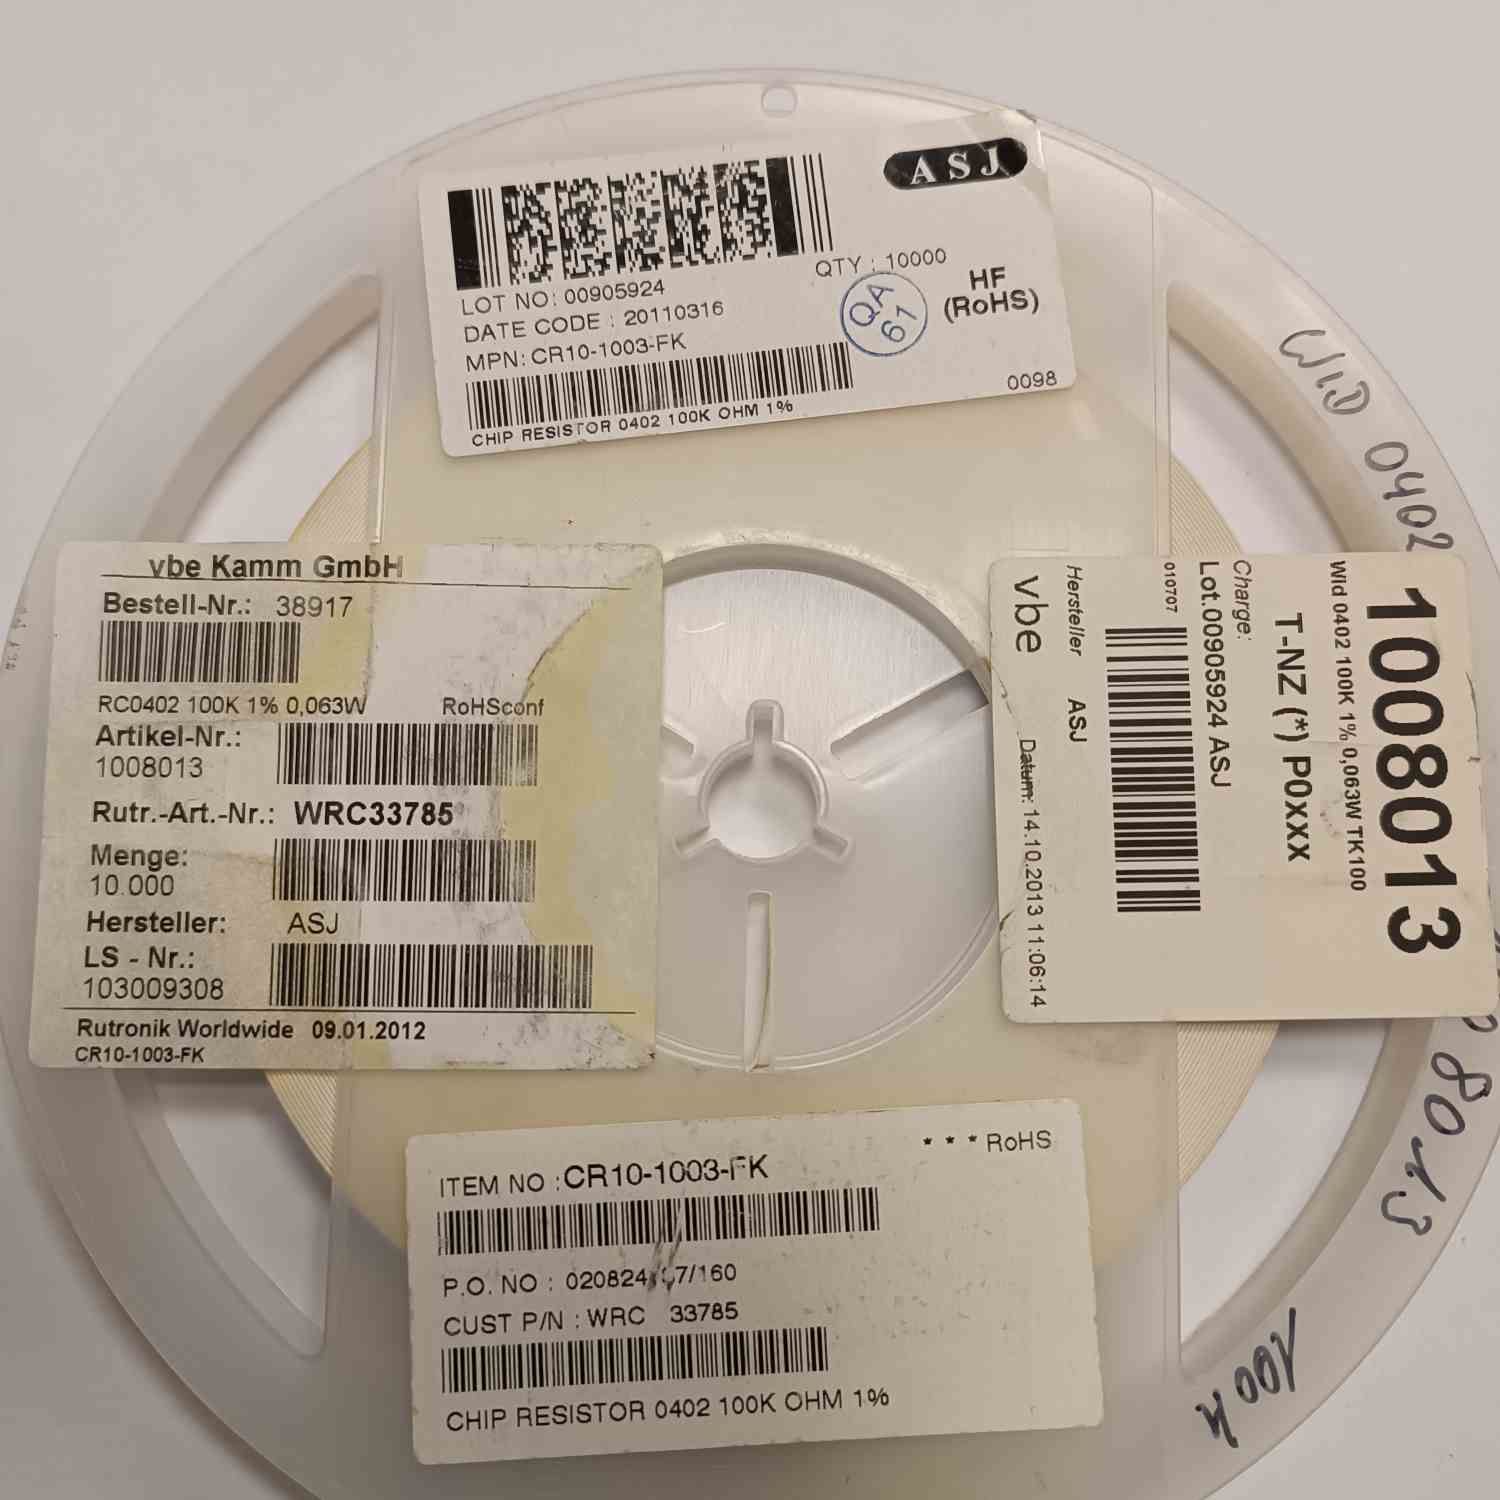 ASJ
QTY : 10000
LOT NO: 00905924
DATE CODE : 20110316
MPN: CR10-1003-FK
QA
61
HF
(RoHS)
0098
CHIP RESISTOR 0402 100K OHM 1%
vbe Kamm GmbH
Bestell-Nr.: 38917
RC0402 100K 1% 0,063W RoHSconf
Artikel-Nr.:
1008013
Rutr.-Art.-Nr.: WRC33785
Menge:
10.000
Hersteller: ASJ
LS - Nr.:
103009308
Rutronik Worldwide 09.01.2012
CR10-1003-FK
1008013
Wid 0402 100K 1% 0,063W TK100
T-NZ (*) P0xxx
Charge:
Lot.00905924 ASJ
010707
Hersteller ASJ
vbe Datum: 14.10.2013 11:06:14
* * * RoHS
ITEM NO : CR10-1003-FK
P.O. NO : 020824 7/160
CUST P/N : WRC 33785
CHIP RESISTOR 0402 100K OHM 1%
WID 0402
8013
100k